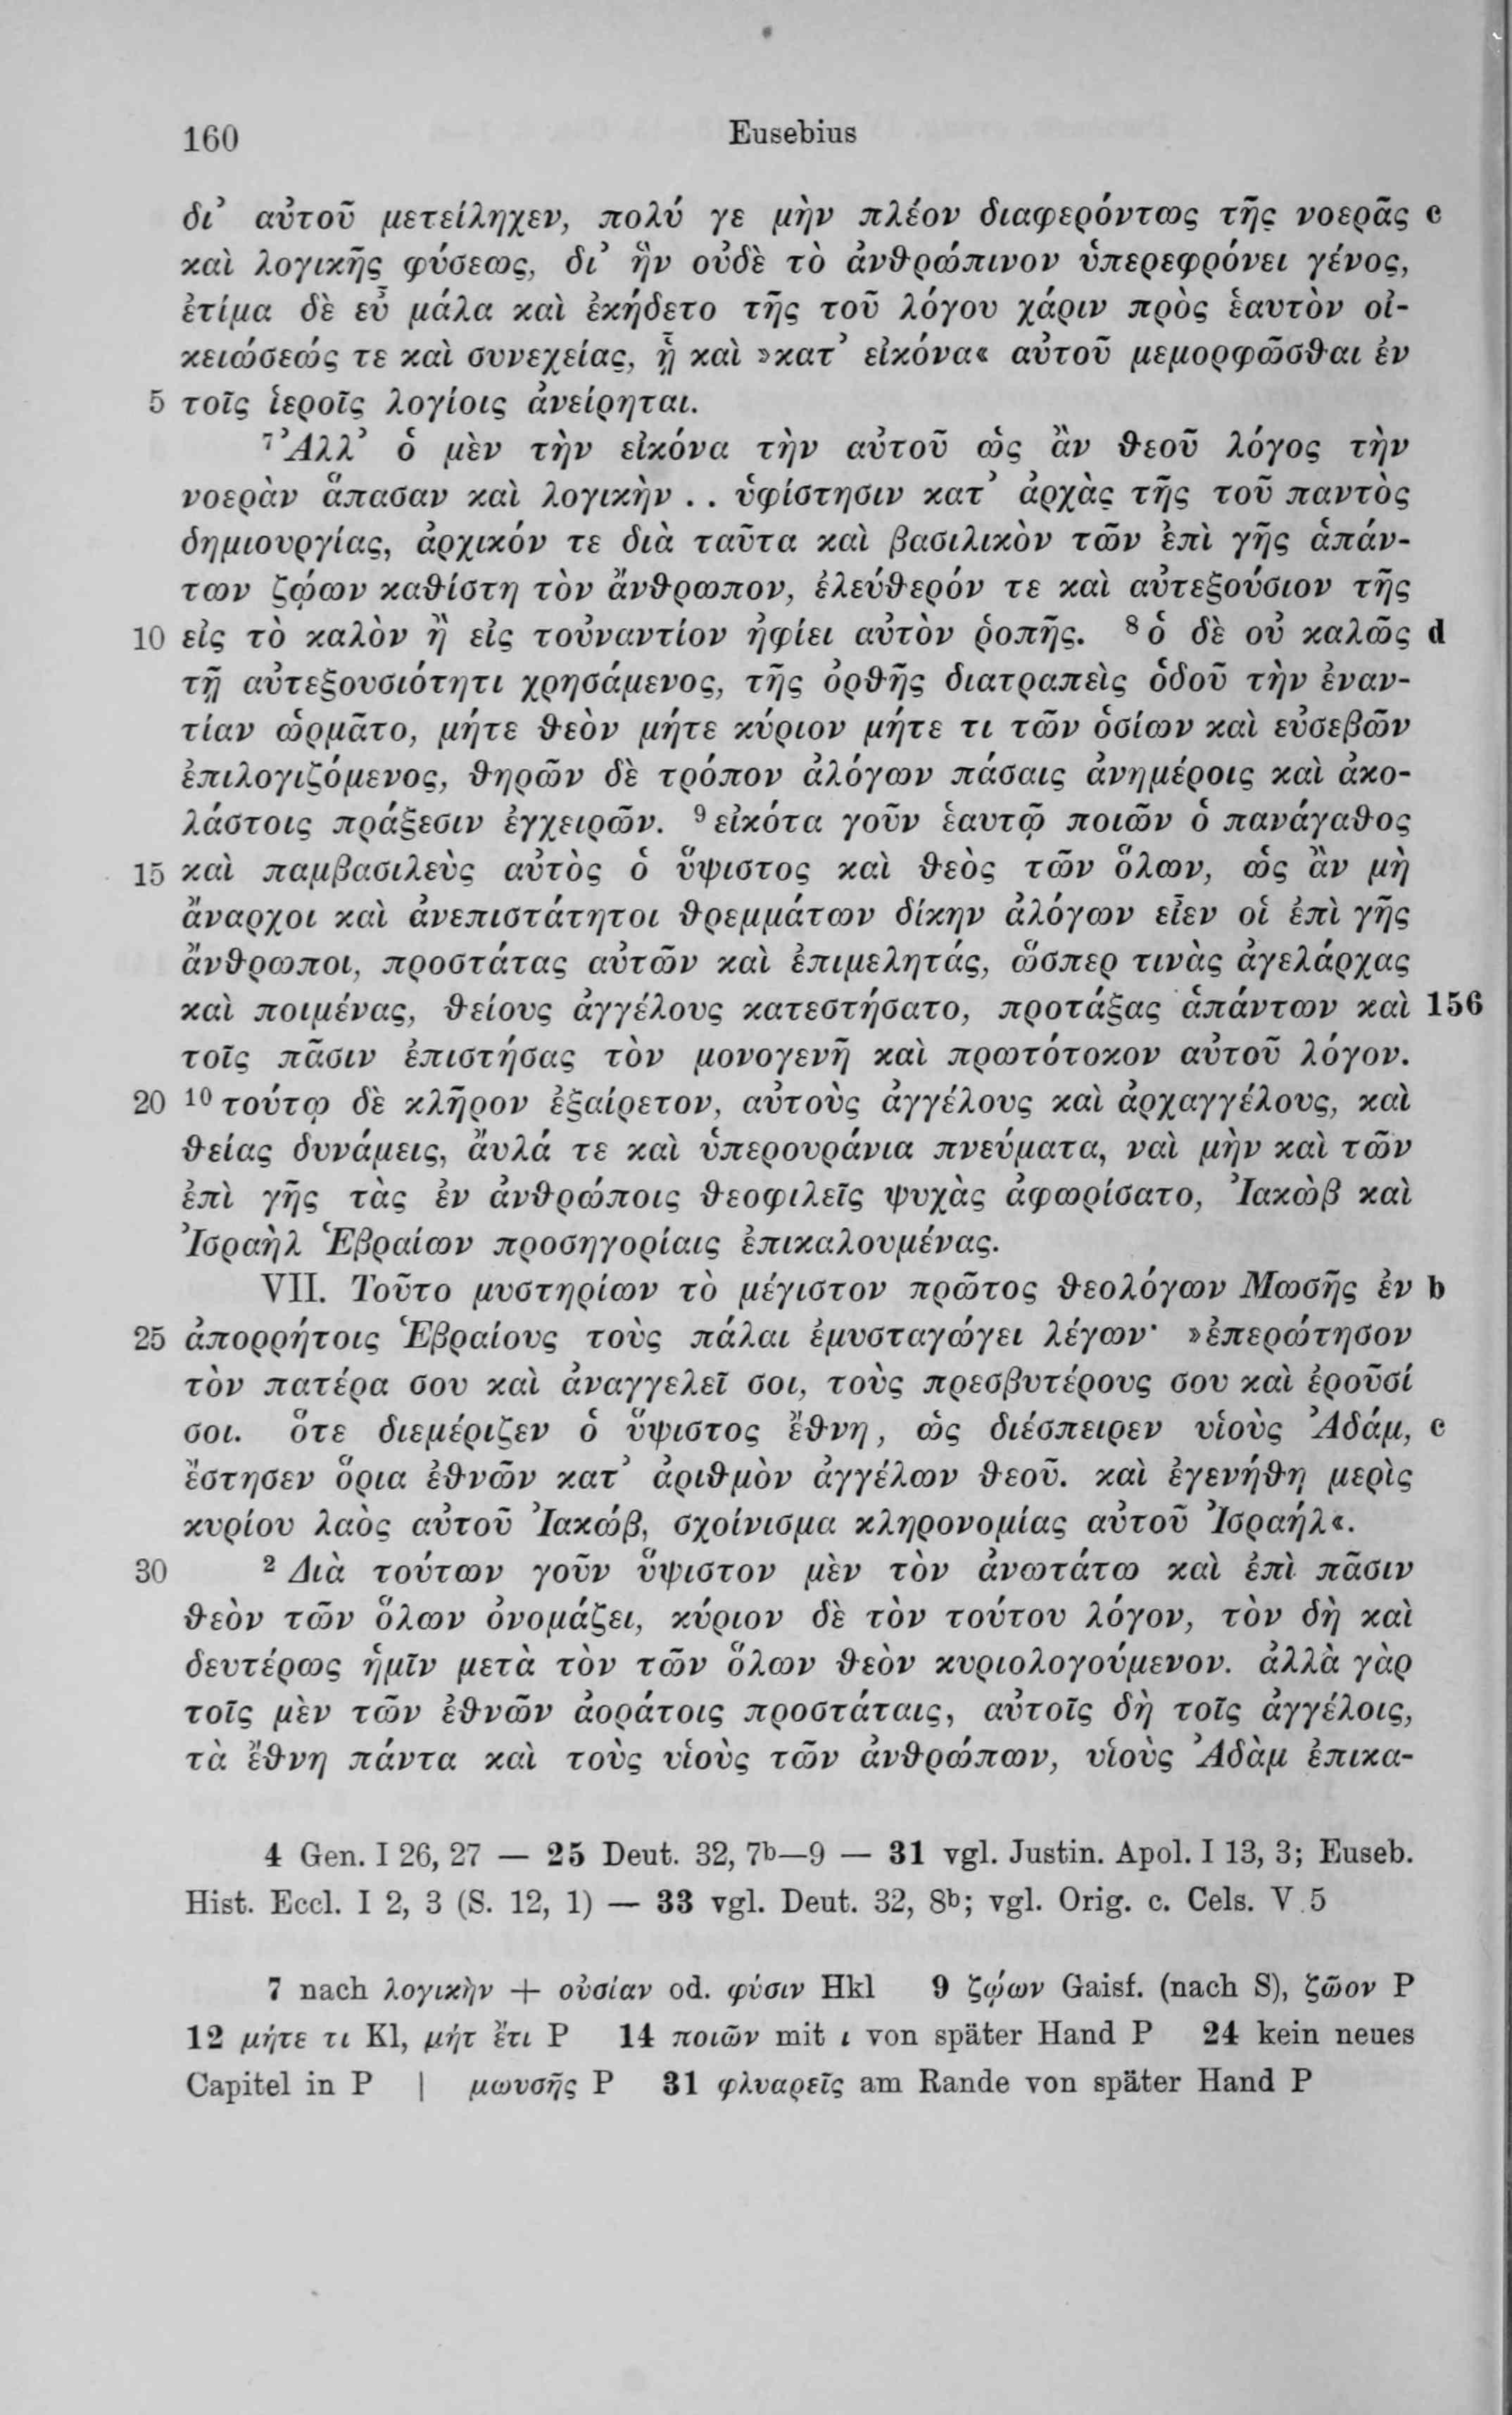 160 Eusebius
δι’ αὐτοῦ μετείληχεν, πολύ γε μὴν πλέον διαφερόντως τῆς νοερᾶς c
καὶ λογικῆς φύσεως, δι’ ἣν οὐδὲ τὸ ἀνθρώπινον ὑπερεφρόνει γένος,
ἐτίμα δὲ εὖ μάλα καὶ ἐκήδετο τῆς τοῦ λόγου χάριν πρὸς ἑαυτὸν οἰ-
κειώσεώς τε καὶ συνεχείας, ᾗ καὶ »κατ’ εἰκόνα« αὐτοῦ μεμορφῶσθαι ἐν
5 τοῖς ἱεροῖς λογίοις ἀνείρηται.
⁷ Ἀλλ’ ὁ μὲν τὴν εἰκόνα τὴν αὐτοῦ ὡς ἂν θεοῦ λόγος τὴν
νοερὰν ἅπασαν καὶ λογικὴν . . ὑφίστησιν κατ’ ἀρχὰς τῆς τοῦ παντὸς
δημιουργίας, ἀρχικόν τε διὰ ταῦτα καὶ βασιλικὸν τῶν ἐπὶ γῆς ἁπάν-
των ζῴων καθίστη τὸν ἄνθρωπον, ἐλεύθερόν τε καὶ αὐτεξούσιον τῆς
10 εἰς τὸ καλὸν ἢ εἰς τοὐναντίον ἠφίει αὐτὸν ῥοπῆς. ⁸ ὁ δὲ οὐ καλῶς d
τῇ αὐτεξουσιότητι χρησάμενος, τῆς ὀρθῆς διατραπεὶς ὁδοῦ τὴν ἐναν-
τίαν ὡρμᾶτο, μήτε θεὸν μήτε κύριον μήτε τι τῶν ὁσίων καὶ εὐσεβῶν
ἐπιλογιζόμενος, θηρῶν δὲ τρόπον ἀλόγων πάσαις ἀνημέροις καὶ ἀκο-
λάστοις πράξεσιν ἐγχειρῶν. ⁹ εἰκότα γοῦν ἑαυτῷ ποιῶν ὁ πανάγαθος
15 καὶ παμβασιλεὺς αὐτὸς ὁ ὕψιστος καὶ θεὸς τῶν ὅλων, ὡς ἂν μὴ
ἄναρχοι καὶ ἀνεπιστάτητοι θρεμμάτων δίκην ἀλόγων εἶεν οἱ ἐπὶ γῆς
ἄνθρωποι, προστάτας αὐτῶν καὶ ἐπιμελητάς, ὥσπερ τινὰς ἀγελάρχας
καὶ ποιμένας, θείους ἀγγέλους κατεστήσατο, προτάξας ἁπάντων καὶ 156
τοῖς πᾶσιν ἐπιστήσας τὸν μονογενῆ καὶ πρωτότοκον αὐτοῦ λόγον.
20 ¹⁰ τούτῳ δὲ κλῆρον ἐξαίρετον, αὐτοὺς ἀγγέλους καὶ ἀρχαγγέλους, καὶ
θείας δυνάμεις, ἄυλά τε καὶ ὑπερουράνια πνεύματα, ναὶ μὴν καὶ τῶν
ἐπὶ γῆς τὰς ἐν ἀνθρώποις θεοφιλεῖς ψυχὰς ἀφωρίσατο, Ἰακὼβ καὶ
Ἰσραὴλ Ἑβραίων προσηγορίαις ἐπικαλουμένας.
VII. Τοῦτο μυστηρίων τὸ μέγιστον πρῶτος θεολόγων Μωσῆς ἐν b
25 ἀπορρήτοις Ἑβραίους τοὺς πάλαι ἐμυσταγώγει λέγων· »ἐπερώτησον
τὸν πατέρα σου καὶ ἀναγγελεῖ σοι, τοὺς πρεσβυτέρους σου καὶ ἐροῦσί
σοι. ὅτε διεμέριζεν ὁ ὕψιστος ἔθνη, ὡς διέσπειρεν υἱοὺς Ἀδάμ, c
ἔστησεν ὅρια ἐθνῶν κατ’ ἀριθμὸν ἀγγέλων θεοῦ. καὶ ἐγενήθη μερὶς
κυρίου λαὸς αὐτοῦ Ἰακώβ, σχοίνισμα κληρονομίας αὐτοῦ Ἰσραήλ«.
30 ² Διὰ τούτων γοῦν ὕψιστον μὲν τὸν ἀνωτάτω καὶ ἐπὶ πᾶσιν
θεὸν τῶν ὅλων ὀνομάζει, κύριον δὲ τὸν τούτου λόγον, τὸν δὴ καὶ
δευτέρως ἡμῖν μετὰ τὸν τῶν ὅλων θεὸν κυριολογούμενον. ἀλλὰ γὰρ
τοῖς μὲν τῶν ἐθνῶν ἀοράτοις προστάταις, αὐτοῖς δὴ τοῖς ἀγγέλοις,
τὰ ἔθνη πάντα καὶ τοὺς υἱοὺς τῶν ἀνθρώπων, υἱοὺς Ἀδὰμ ἐπικα-
4 Gen. I 26, 27 — 25 Deut. 32, 7b—9 — 31 vgl. Justin. Apol. I 13, 3; Euseb.
Hist. Eccl. I 2, 3 (S. 12, 1) — 33 vgl. Deut. 32, 8b; vgl. Orig. c. Cels. V 5
7 nach λογικὴν + οὐσίαν od. φύσιν Hkl 9 ζῴων Gaisf. (nach S), ζῶον P
12 μήτε τι Kl, μήτ ἔτι P 14 ποιῶν mit ι von später Hand P 24 kein neues
Capitel in P | μωυσῆς P 31 φλυαρεῖς am Rande von später Hand P